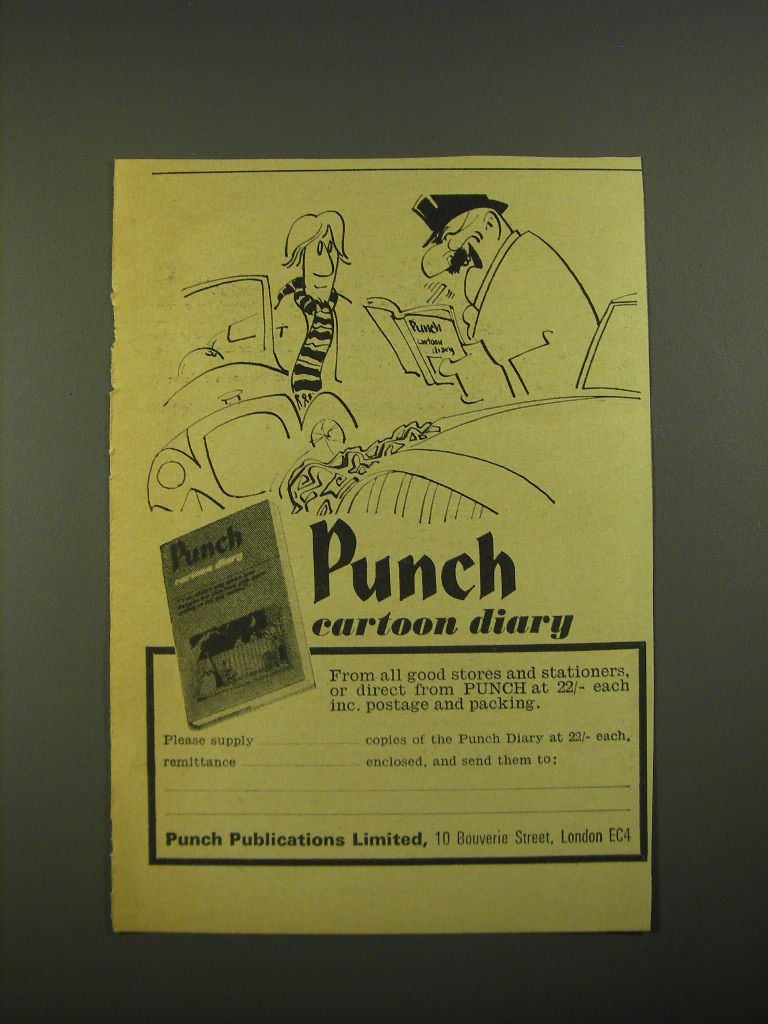 Punch
cartoon
diary
Punch
cartoon diary
Punch
cartoon diary
From all good stores and stationers,
or direct from PUNCH at 22/- each
inc. postage and packing.
Please supply copies of the Punch Diary at 22/- each,
remittance enclosed, and send them to:
Punch Publications Limited, 10 Bouverie Street, London EC4